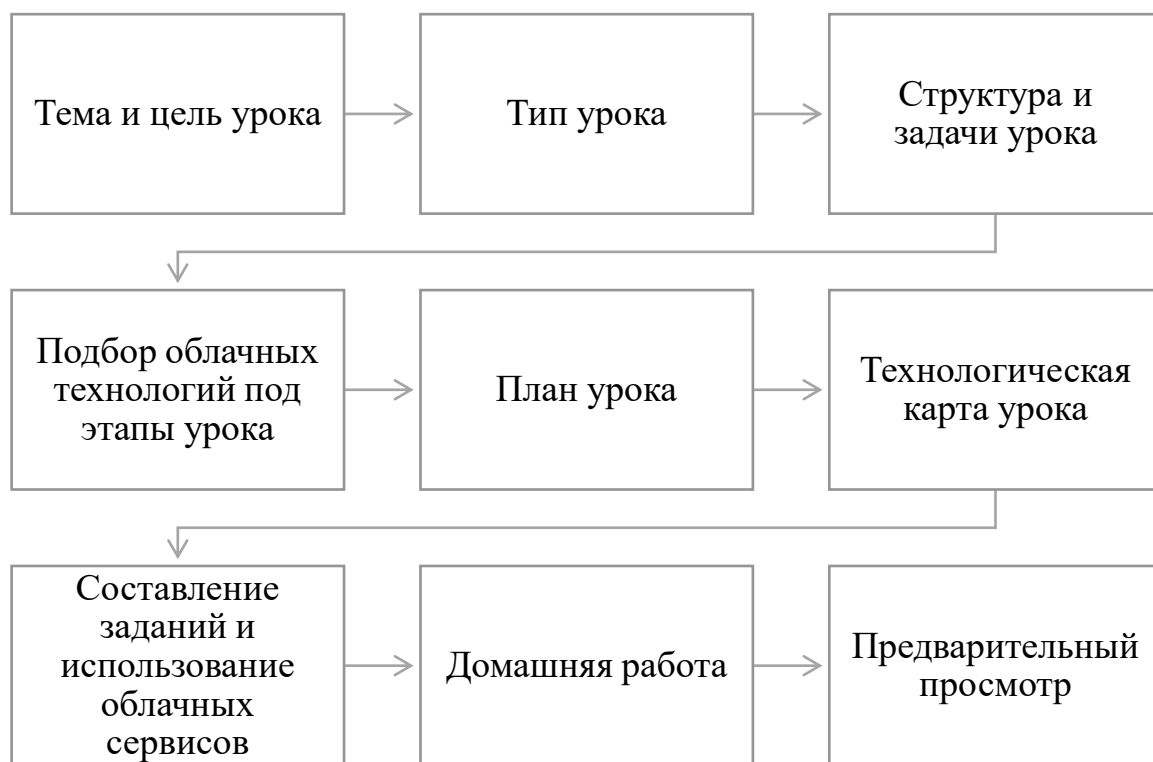 Тема и цель урока
Тип урока
Структура и
задачи урока
Подбор облачных
технологий под
этапы урока
План урока
Технологическая
карта урока
Составление
заданий и
использование
облачных
сервисов
Домашняя работа
Предварительный
просмотр